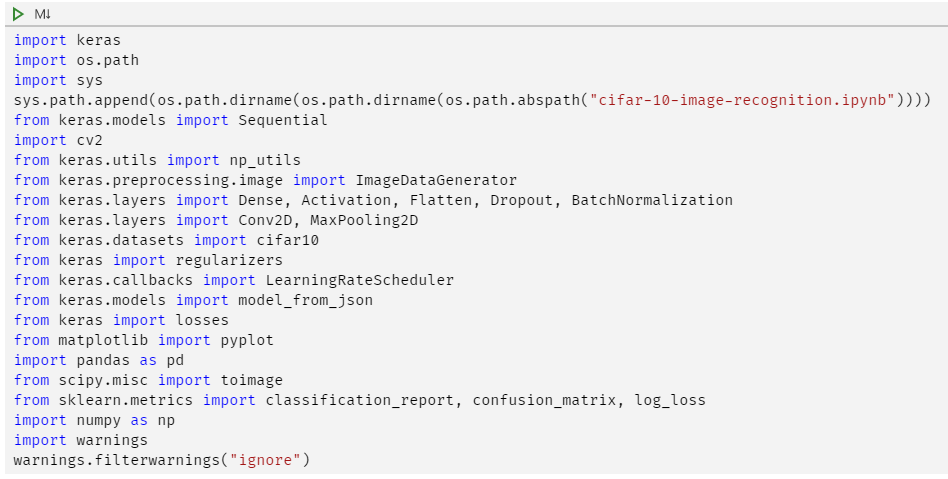 M↓
import keras
import os.path
import sys
sys.path.append(os.path.dirname(os.path.dirname(os.path.abspath("cifar-10-image-recognition.ipynb"))))
from keras.models import Sequential
import cv2
from keras.utils import np_utils
from keras.preprocessing.image import ImageDataGenerator
from keras.layers import Dense, Activation, Flatten, Dropout, BatchNormalization
from keras.layers import Conv2D, MaxPooling2D
from keras.datasets import cifar10
from keras import regularizers
from keras.callbacks import LearningRateScheduler
from keras.models import model_from_json
from keras import losses
from matplotlib import pyplot
import pandas as pd
from scipy.misc import toimage
from sklearn.metrics import classification_report, confusion_matrix, log_loss
import numpy as np
import warnings
warnings.filterwarnings("ignore")